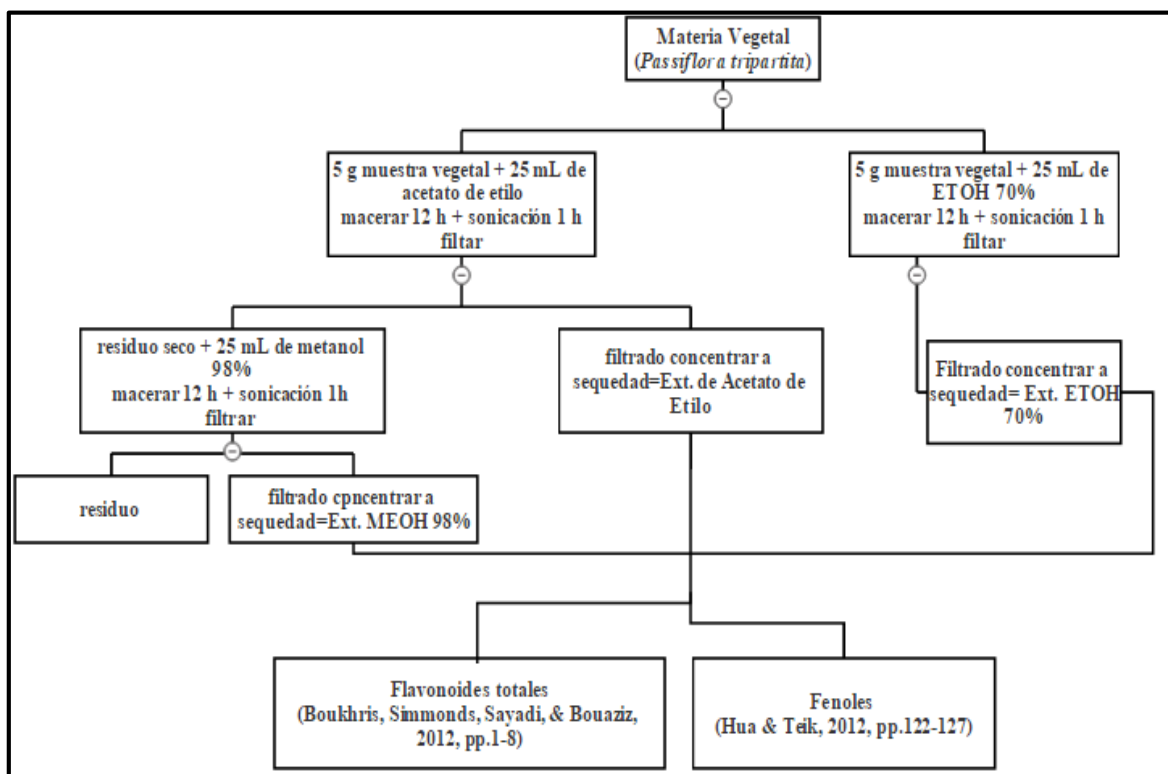 Materia Vegetal
(Passiflora tripartita)
5 g muestra vegetal + 25 mL de
acetato de etilo
macerar 12 h + sonicación 1 h
filtar
5 g muestra vegetal + 25 mL de
ETOH 70%
macerar 12 h + sonicación 1 h
filtar
residuo seco + 25 mL de metanol
98%
macerar 12 h + sonicación 1h
filtrar
filtrado concentrar a
sequedad=Ext. de Acetato de
Etilo
Filtrado concentrar a
sequedad= Ext. ETOH
70%
residuo
filtrado cpncentrar a
sequedad=Ext. MEOH 98%
Flavonoides totales
(Boukhris, Simmonds, Sayadi, & Bouaziz,
2012, pp.1-8)
Fenoles
(Hua & Teik, 2012, pp.122-127)